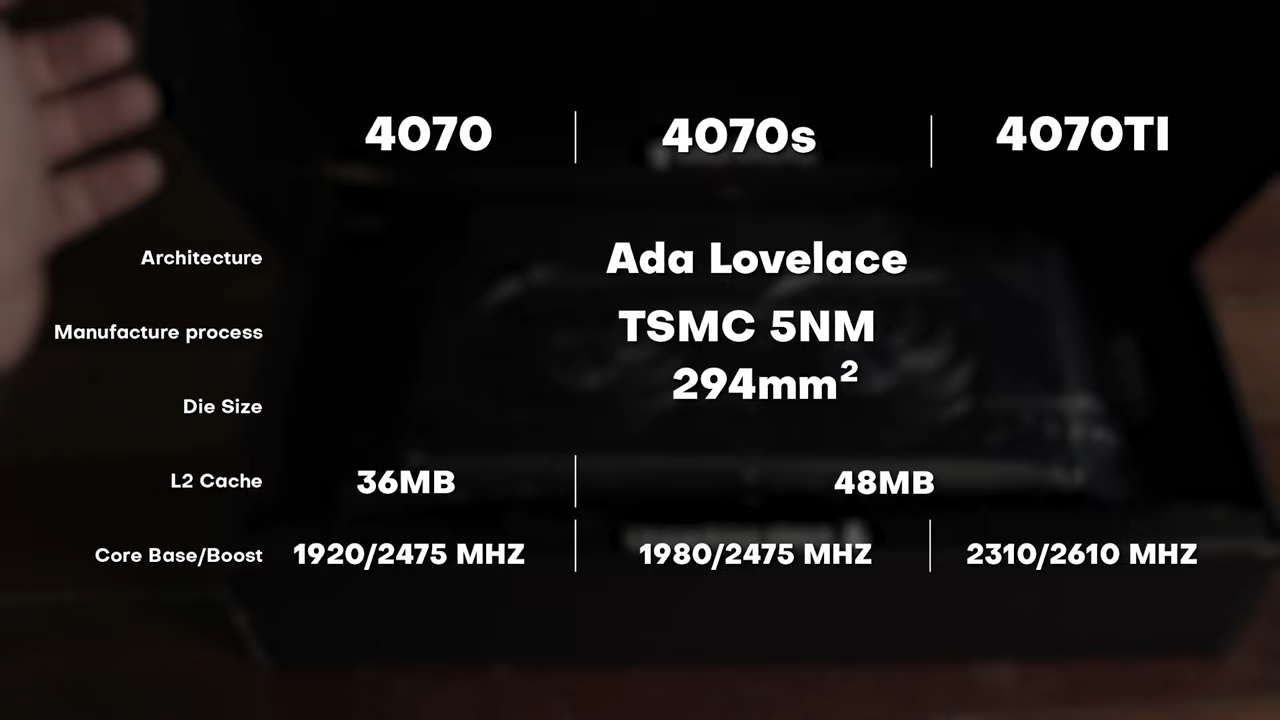 4070 4070s 4070TI
Architecture Ada Lovelace
Manufacture process TSMC 5NM
Die Size 294mm²
L2 Cache 36MB 48MB
Core Base/Boost 1920/2475 MHZ 1980/2475 MHZ 2310/2610 MHZ